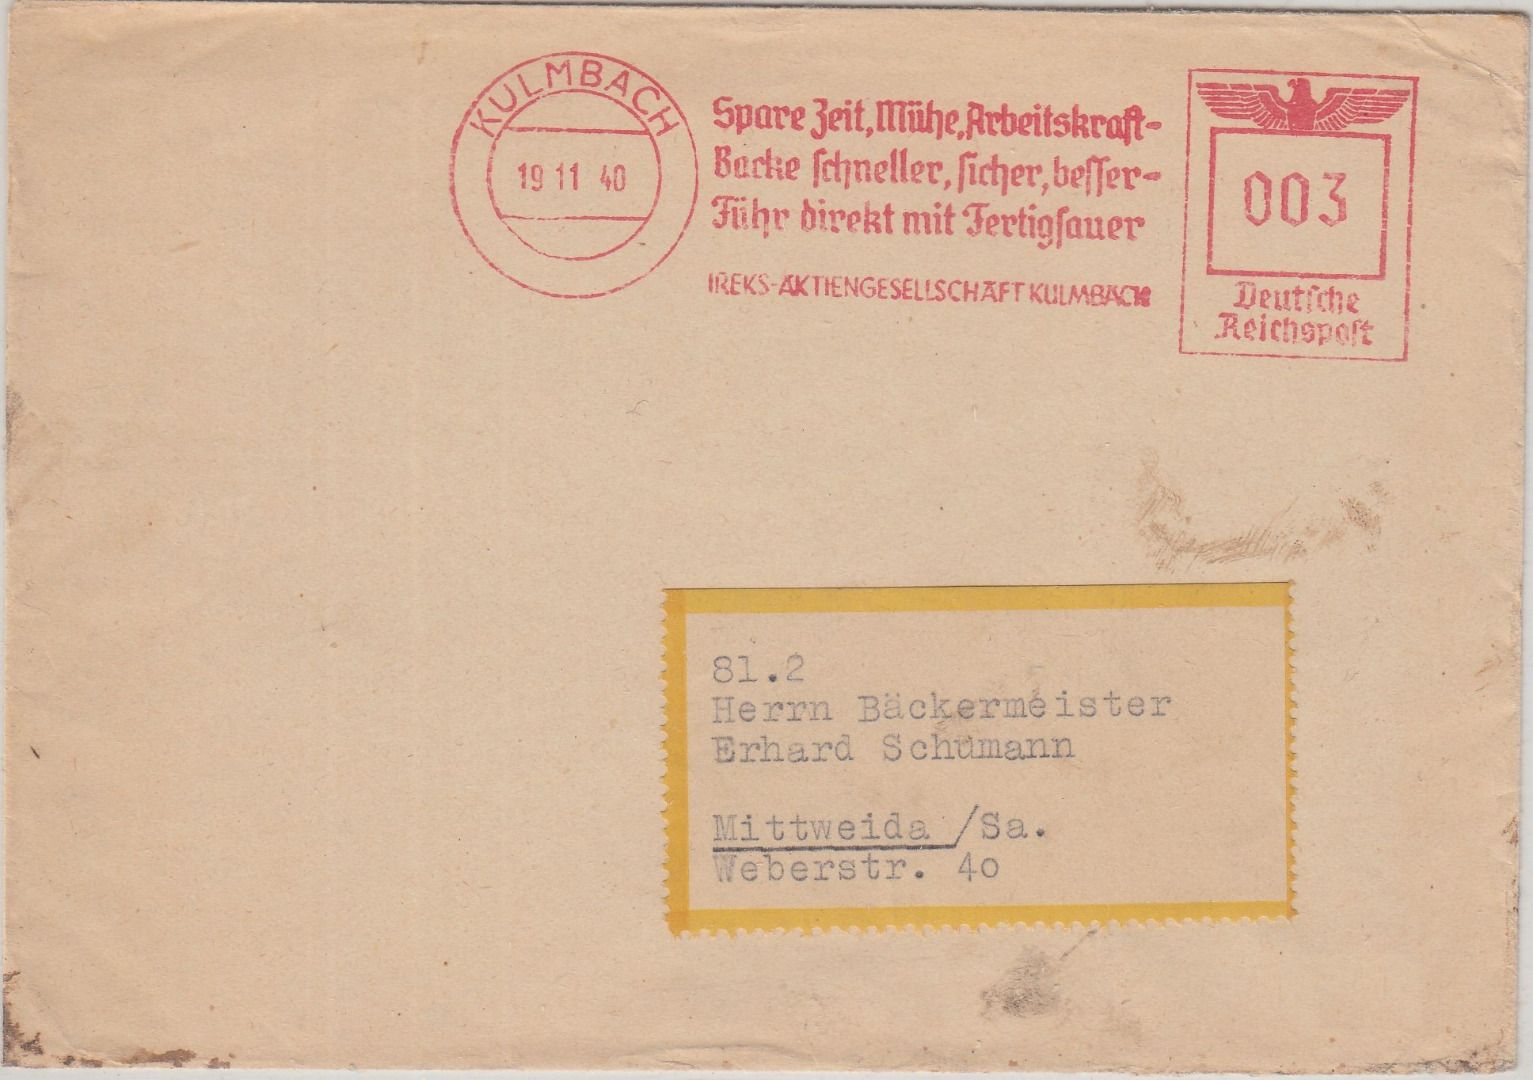 KULMBACH
19 11 40
Spare Zeit, Mühe, Arbeitskraft-
Backe schneller, sicher, besser-
Führ direkt mit Fertigsauer
IREKS-AKTIENGESELLSCHAFT KULMBACH
003
Deutsche
Reichspost
81.2
Herrn Bäckermeister
Erhard Schumann
Mittweida /Sa.
Weberstr. 40